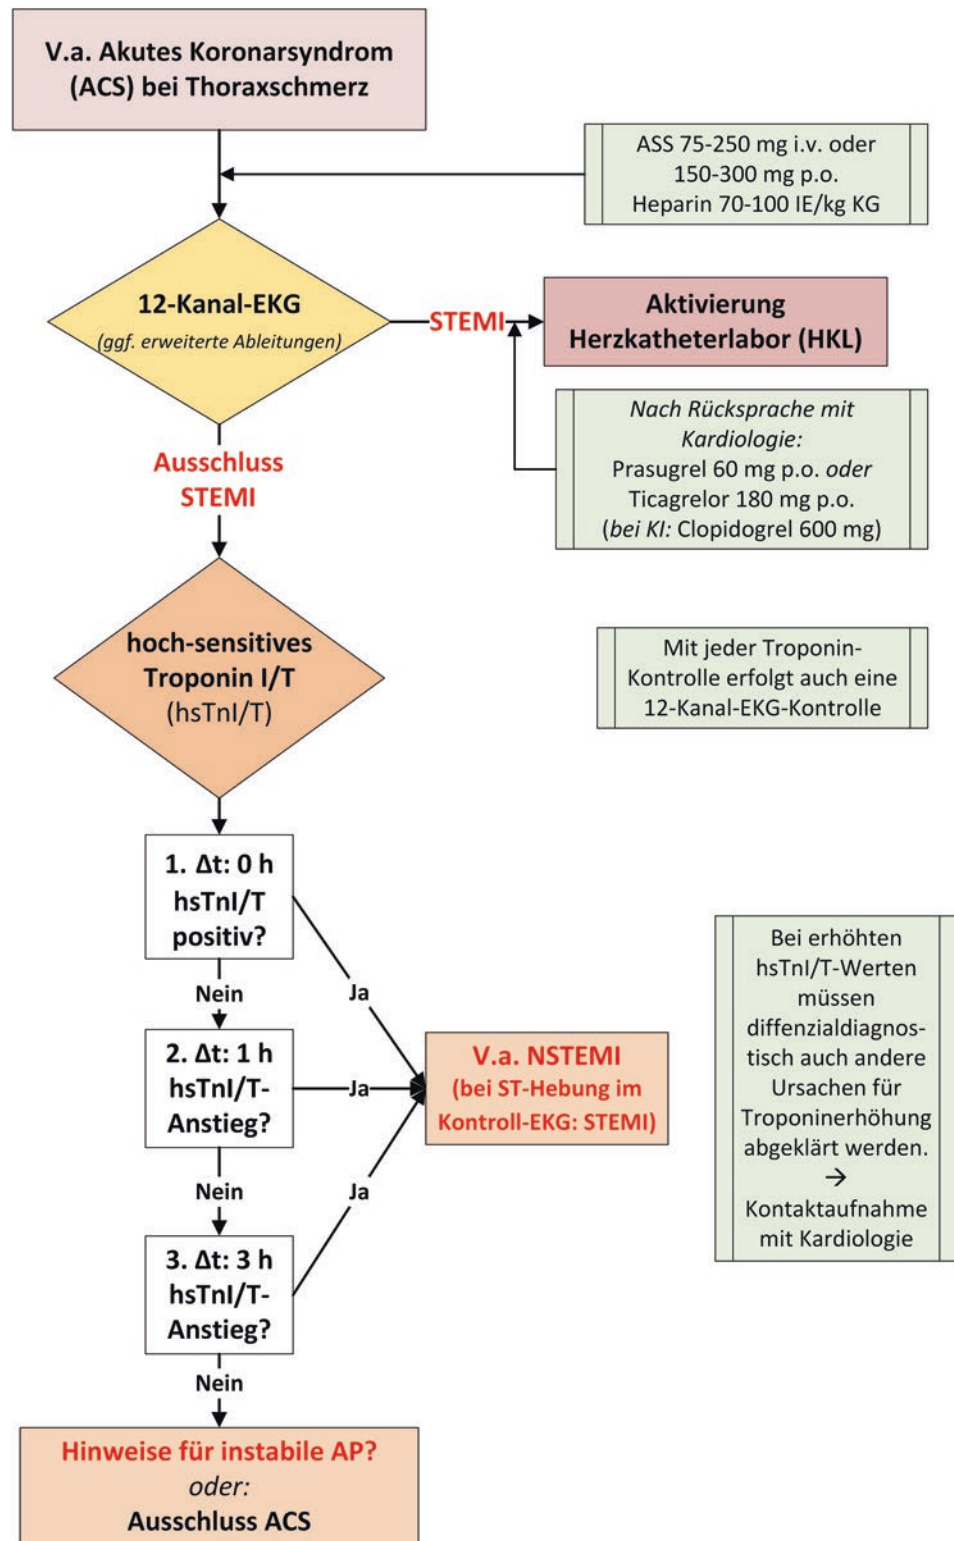 V.a. Akutes Koronarsyndrom
(ACS) bei Thoraxschmerz
ASS 75-250 mg i.v. oder
150-300 mg p.o.
Heparin 70-100 IE/kg KG
12-Kanal-EKG
(ggf. erweiterte Ableitungen)
STEMI
Aktivierung
Herzkatheterlabor (HKL)
Nach Rücksprache mit
Kardiologie:
Prasugrel 60 mg p.o. oder
Ticagrelor 180 mg p.o.
(bei KI: Clopidogrel 600 mg)
Ausschluss
STEMI
hoch-sensitives
Troponin I/T
(hsTnI/T)
Mit jeder Troponin-
Kontrolle erfolgt auch eine
12-Kanal-EKG-Kontrolle
1. Δt: 0 h
hsTnI/T
positiv?
Nein
Ja
2. Δt: 1 h
hsTnI/T-
Anstieg?
Ja
V.a. NSTEMI
(bei ST-Hebung im
Kontroll-EKG: STEMI)
Bei erhöhten
hsTnI/T-Werten
müssen
diffenzialdiagnos-
tisch auch andere
Ursachen für
Troponinerhöhung
abgeklärt werden.
→
Kontaktaufnahme
mit Kardiologie
Nein
Ja
3. Δt: 3 h
hsTnI/T-
Anstieg?
Nein
Hinweise für instabile AP?
oder:
Ausschluss ACS